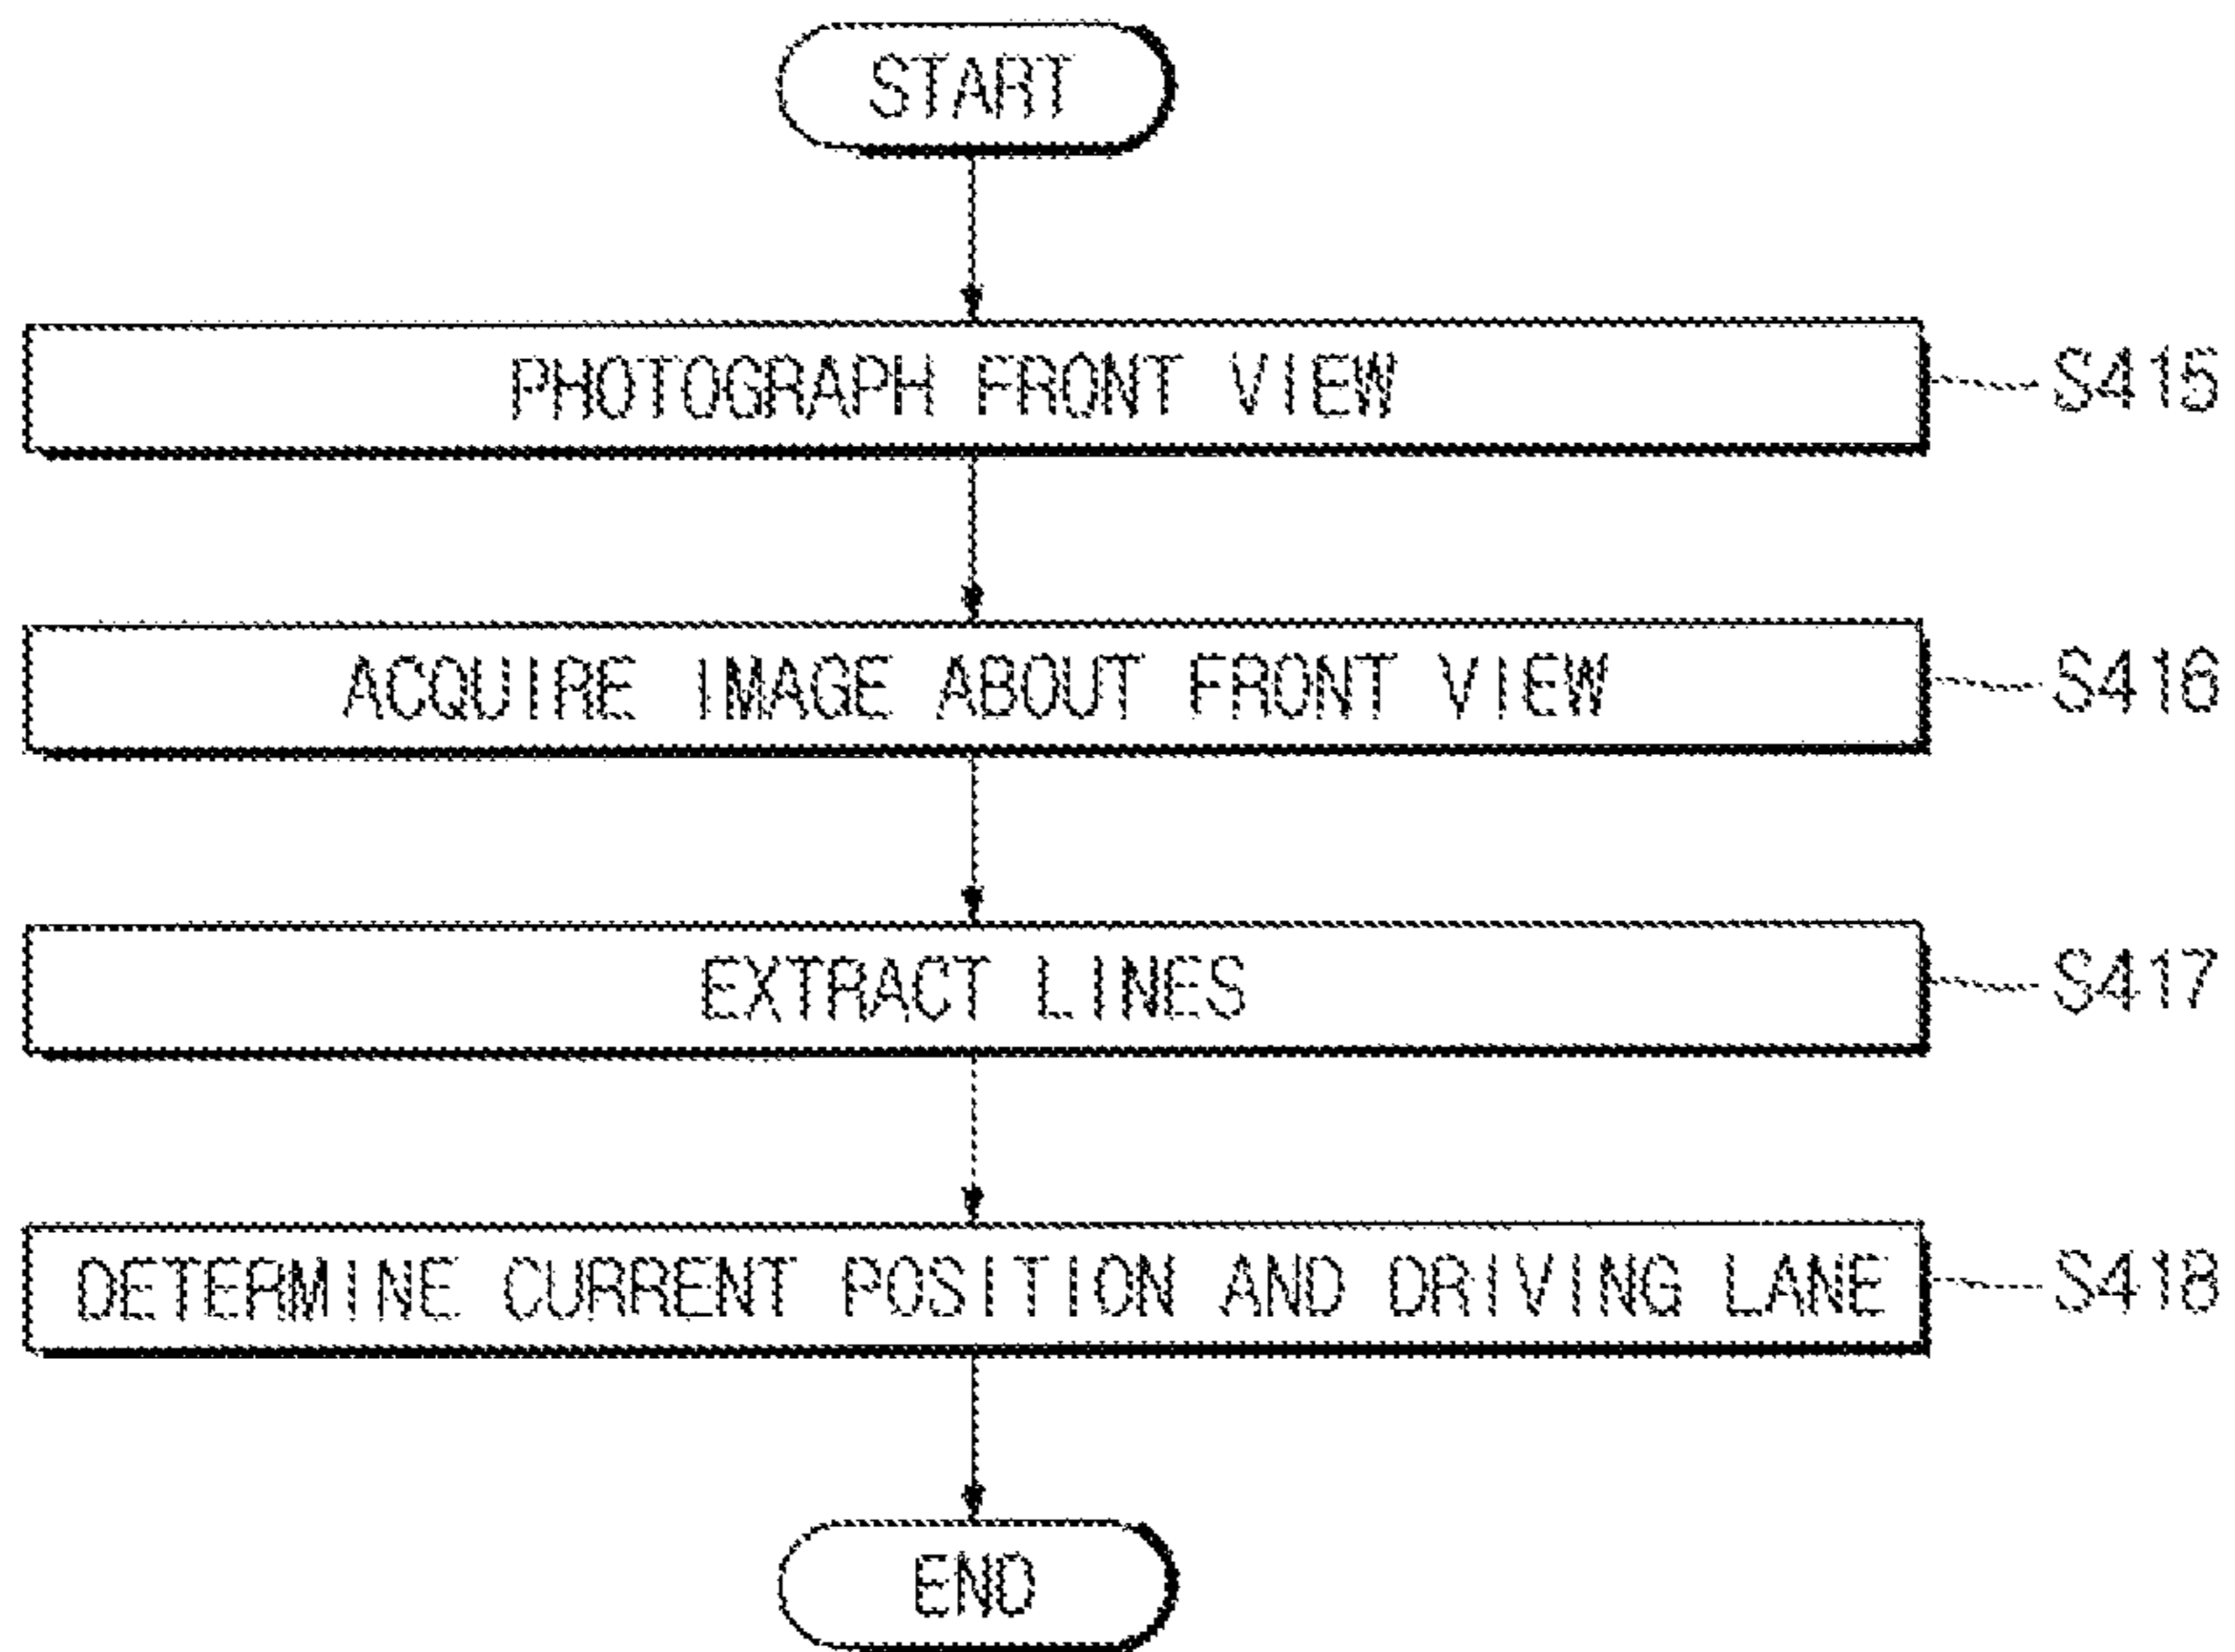 START
PHOTOGRAPH FRONT VIEW
S415
ACQUIRE IMAGE ABOUT FRONT VIEW
S416
EXTRACT LINES
S417
DETERMINE CURRENT POSITION AND DRIVING LANE
S418
END